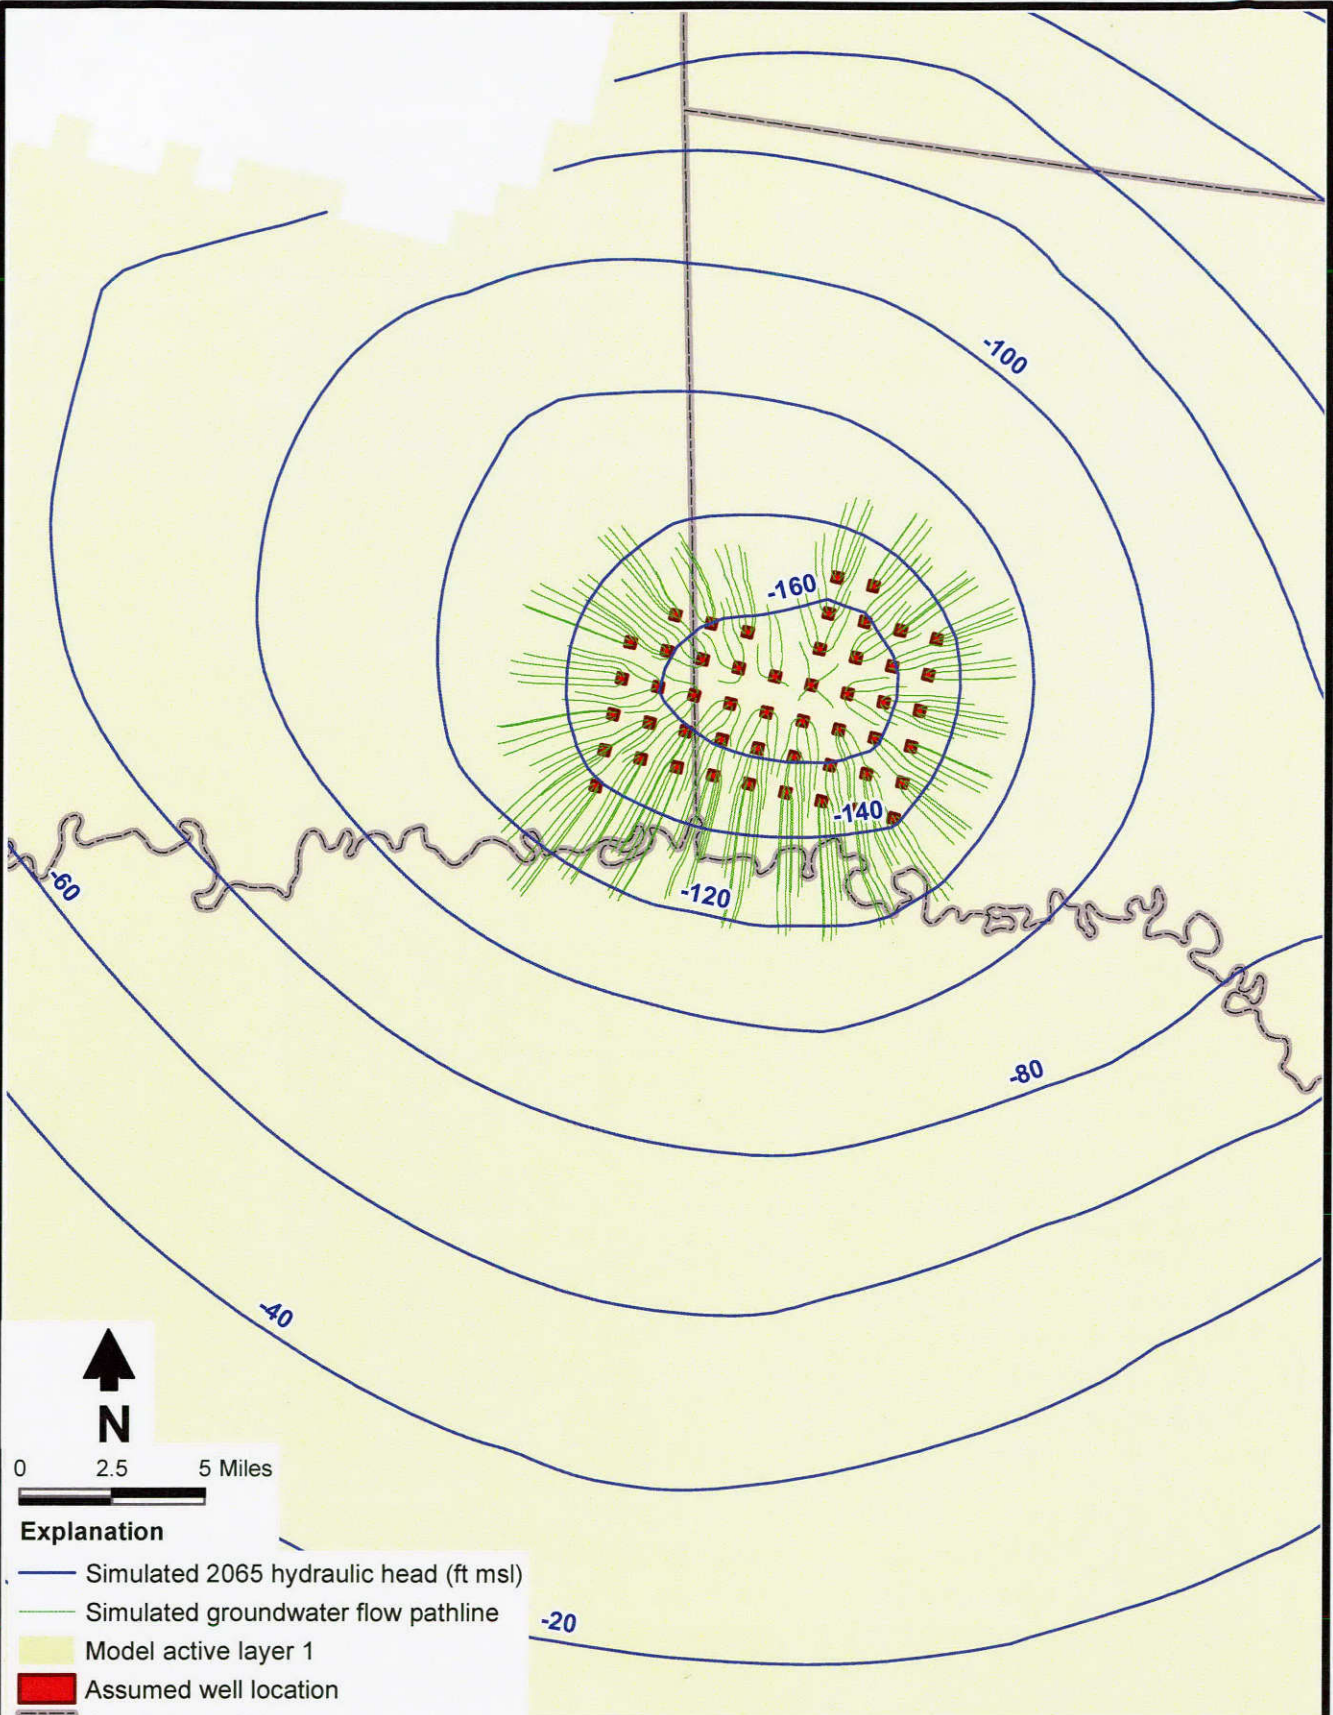 -100
-160
-140
-120
-60
-80
-40
N
0 2.5 5 Miles
Explanation
Simulated 2065 hydraulic head (ft msl)
Simulated groundwater flow pathline
-20
Model active layer 1
Assumed well location